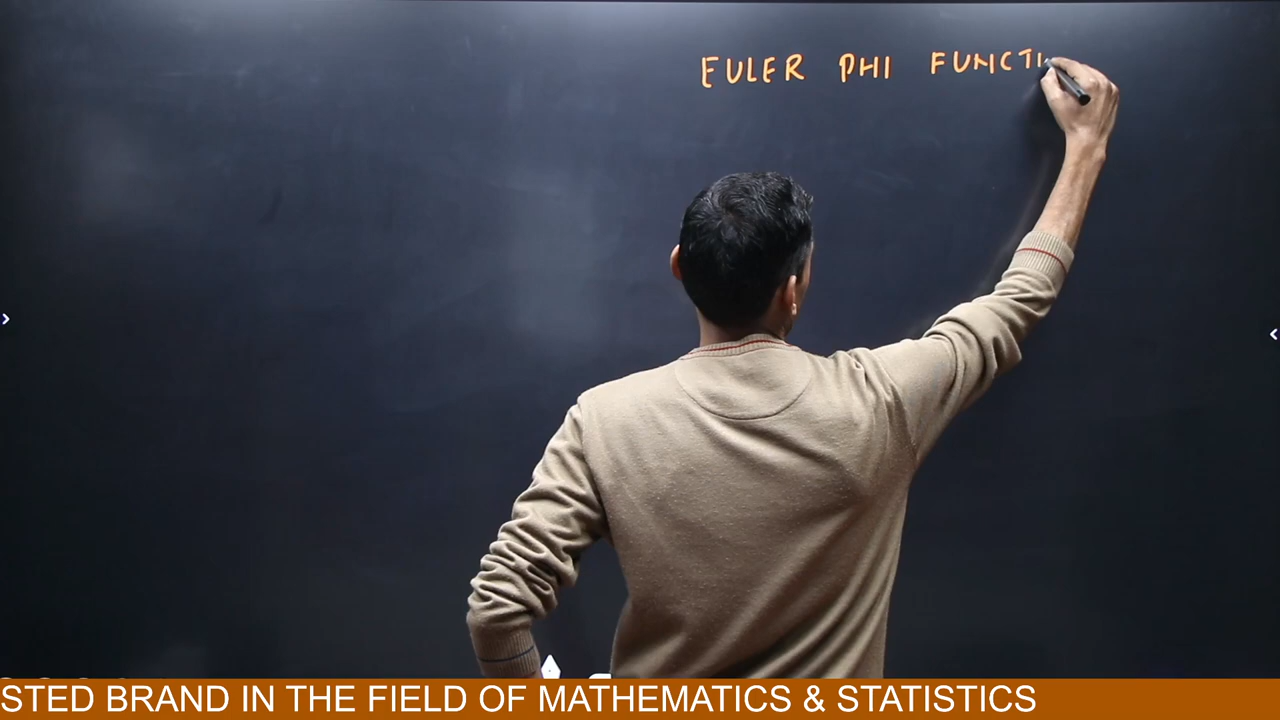 EULER PHI FUNCTI
STED BRAND IN THE FIELD OF MATHEMATICS & STATISTICS